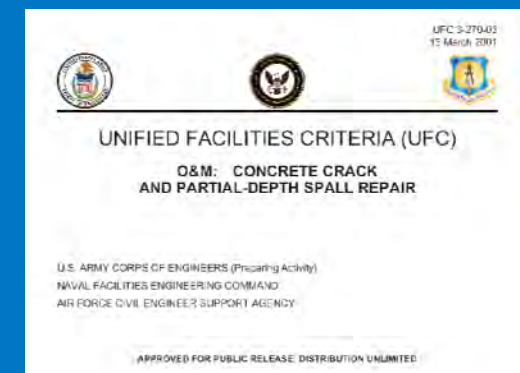 UFC 3-270-03
15 March 2001
UNIFIED FACILITIES CRITERIA (UFC)
O&M: CONCRETE CRACK
AND PARTIAL-DEPTH SPALL REPAIR
U.S. ARMY CORPS OF ENGINEERS (Preparing Activity)
NAVAL FACILITIES ENGINEERING COMMAND
AIR FORCE CIVIL ENGINEER SUPPORT AGENCY
APPROVED FOR PUBLIC RELEASE; DISTRIBUTION UNLIMITED